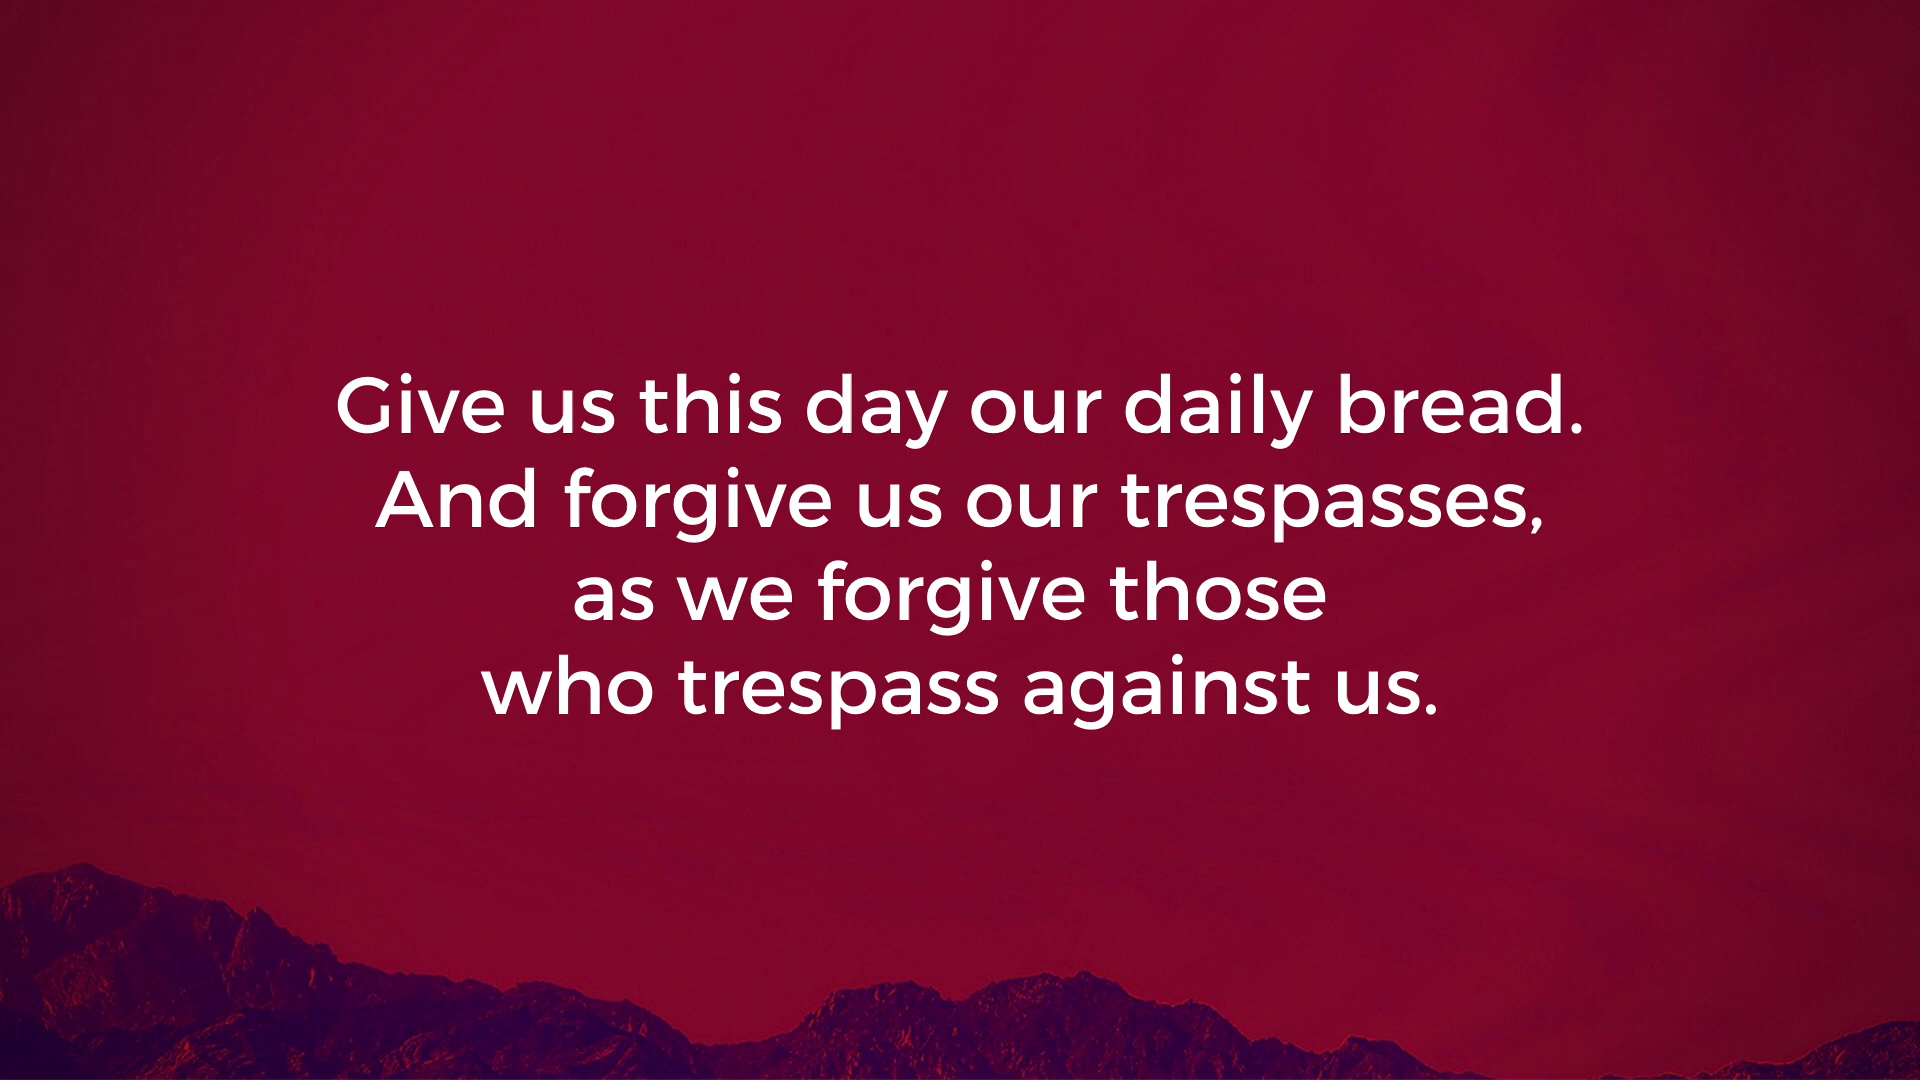 Give us this day our daily bread.
And forgive us our trespasses,
as we forgive those
who trespass against us.